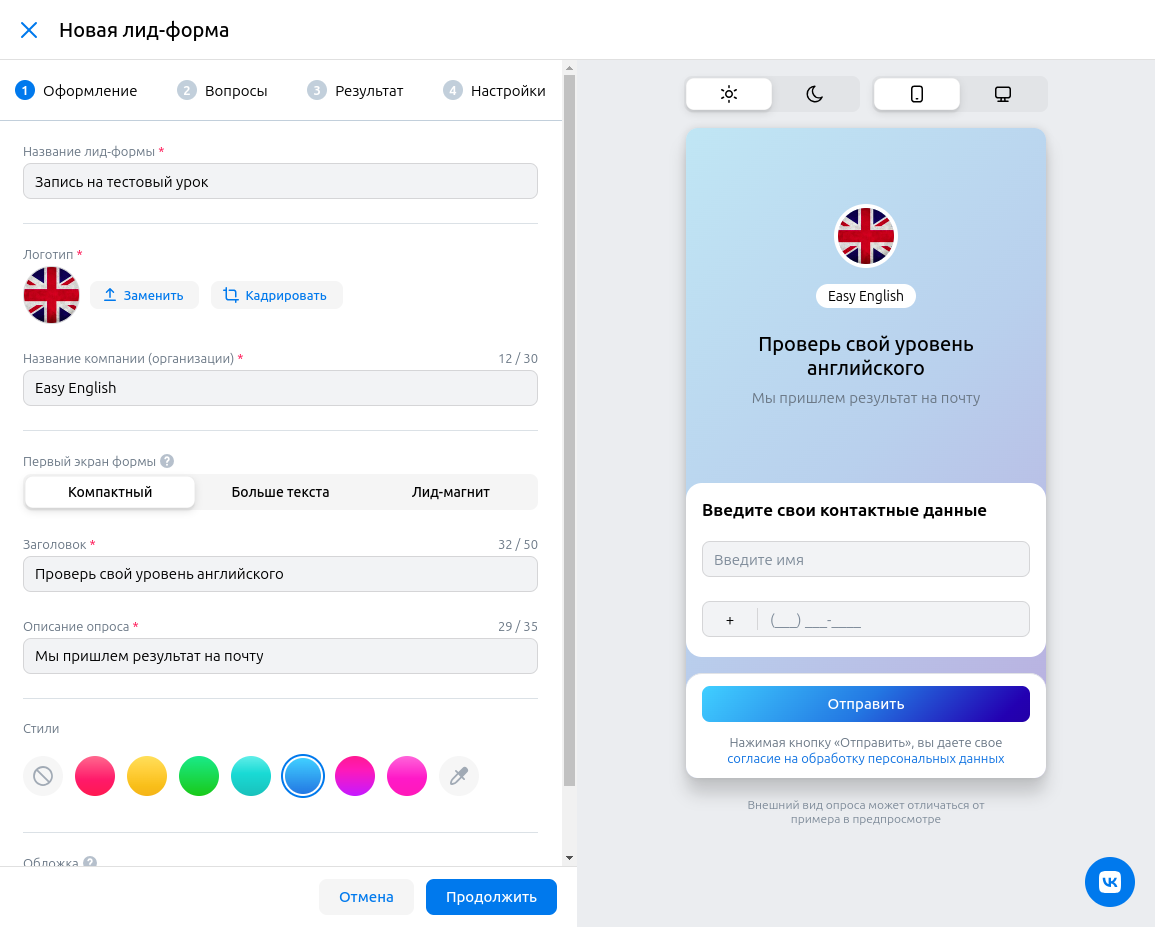 Новая лид-форма
1 Оформление
2 Вопросы
3 Результат
4 Настройки
Название лид-формы *
Запись на тестовый урок
Логотип *
Заменить
Кадрировать
Название компании (организации) *
12 / 30
Easy English
Первый экран формы ?
Компактный
Больше текста
Лид-магнит
Заголовок *
32 / 50
Проверь свой уровень английского
Описание опроса *
29 / 35
Мы пришлем результат на почту
Стили
Обложка ?
Отмена
Продолжить
Easy English
Проверь свой уровень
английского
Мы пришлем результат на почту
Введите свои контактные данные
Введите имя
+ (___) ___-____
Отправить
Нажимая кнопку «Отправить», вы даете свое
согласие на обработку персональных данных
Внешний вид опроса может отличаться от
примера в предпросмотре